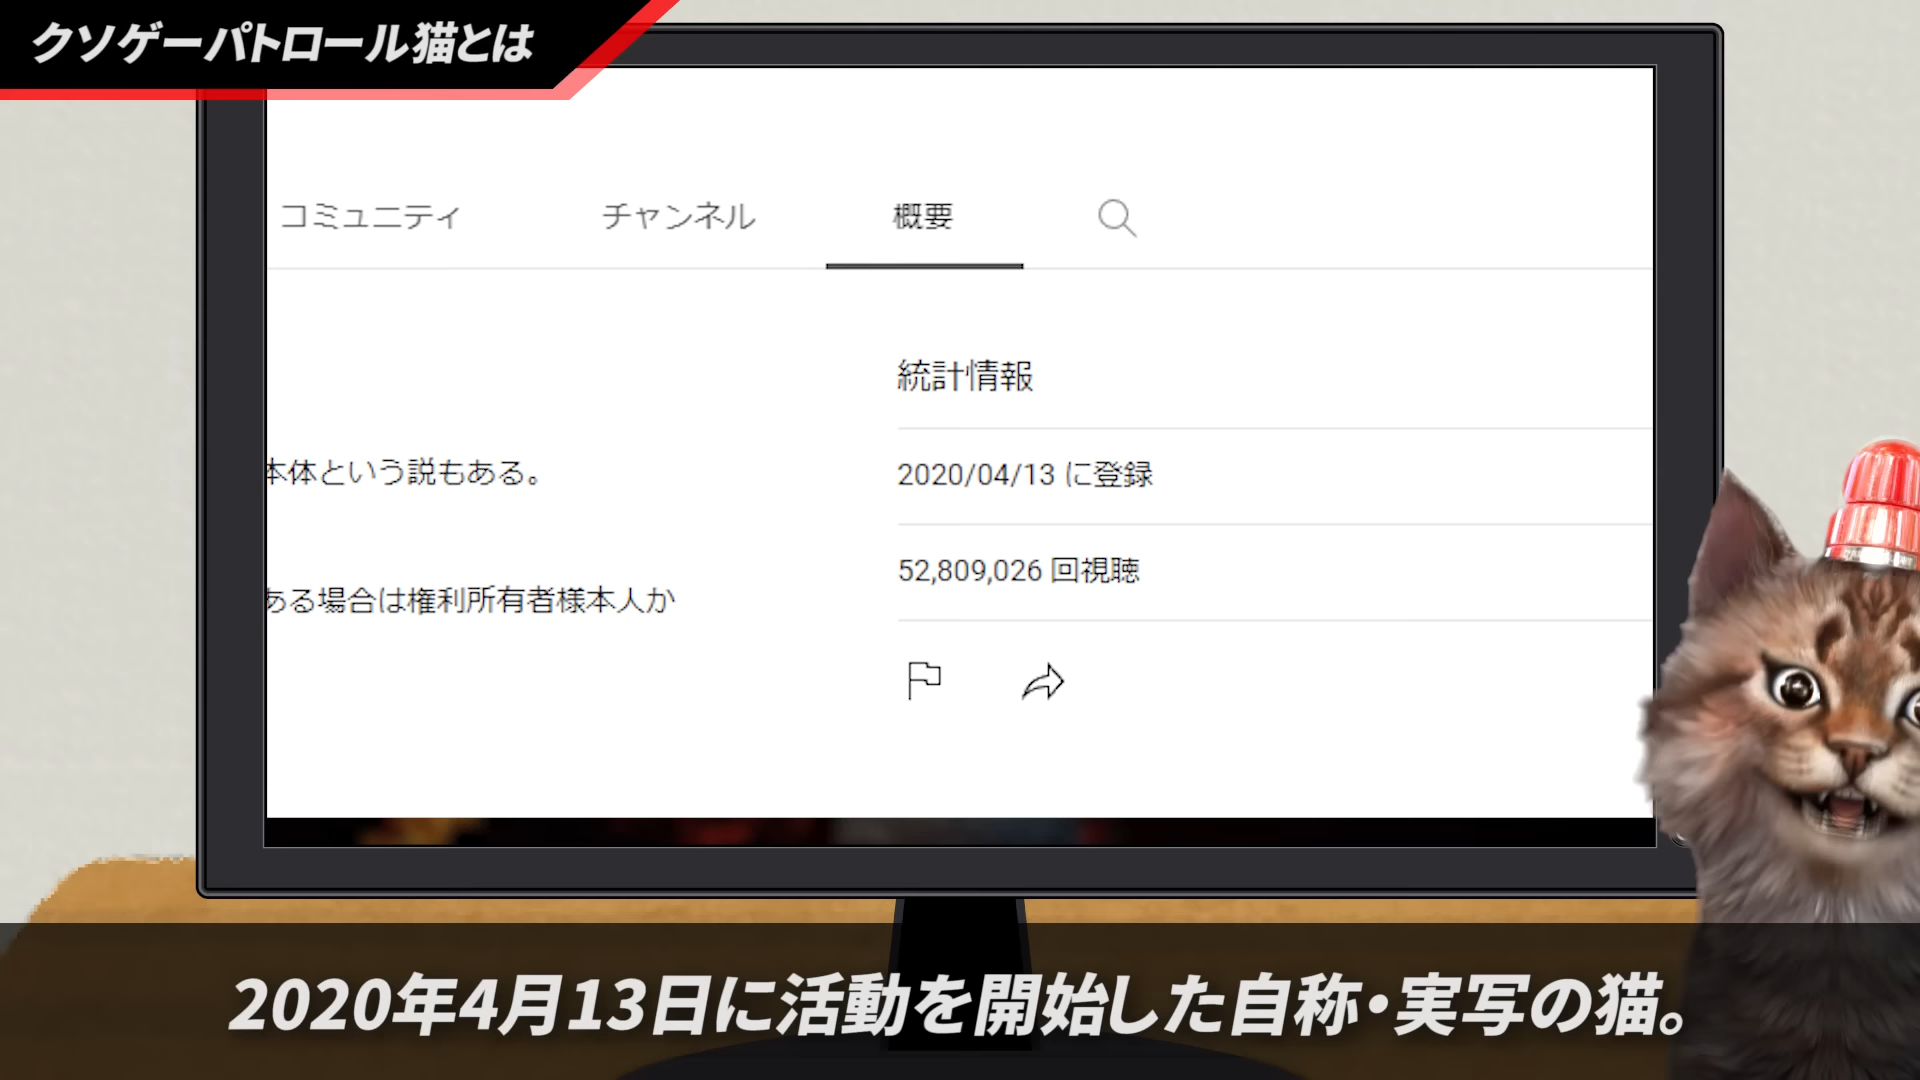 クソゲーパトロール猫とは
コミュニティ
チャンネル
概要
統計情報
本体という説もある。
2020/04/13 に登録
52,809,026 回視聴
ある場合は権利所有者様本人か
2020年4月13日に活動を開始した自称・実写の猫。